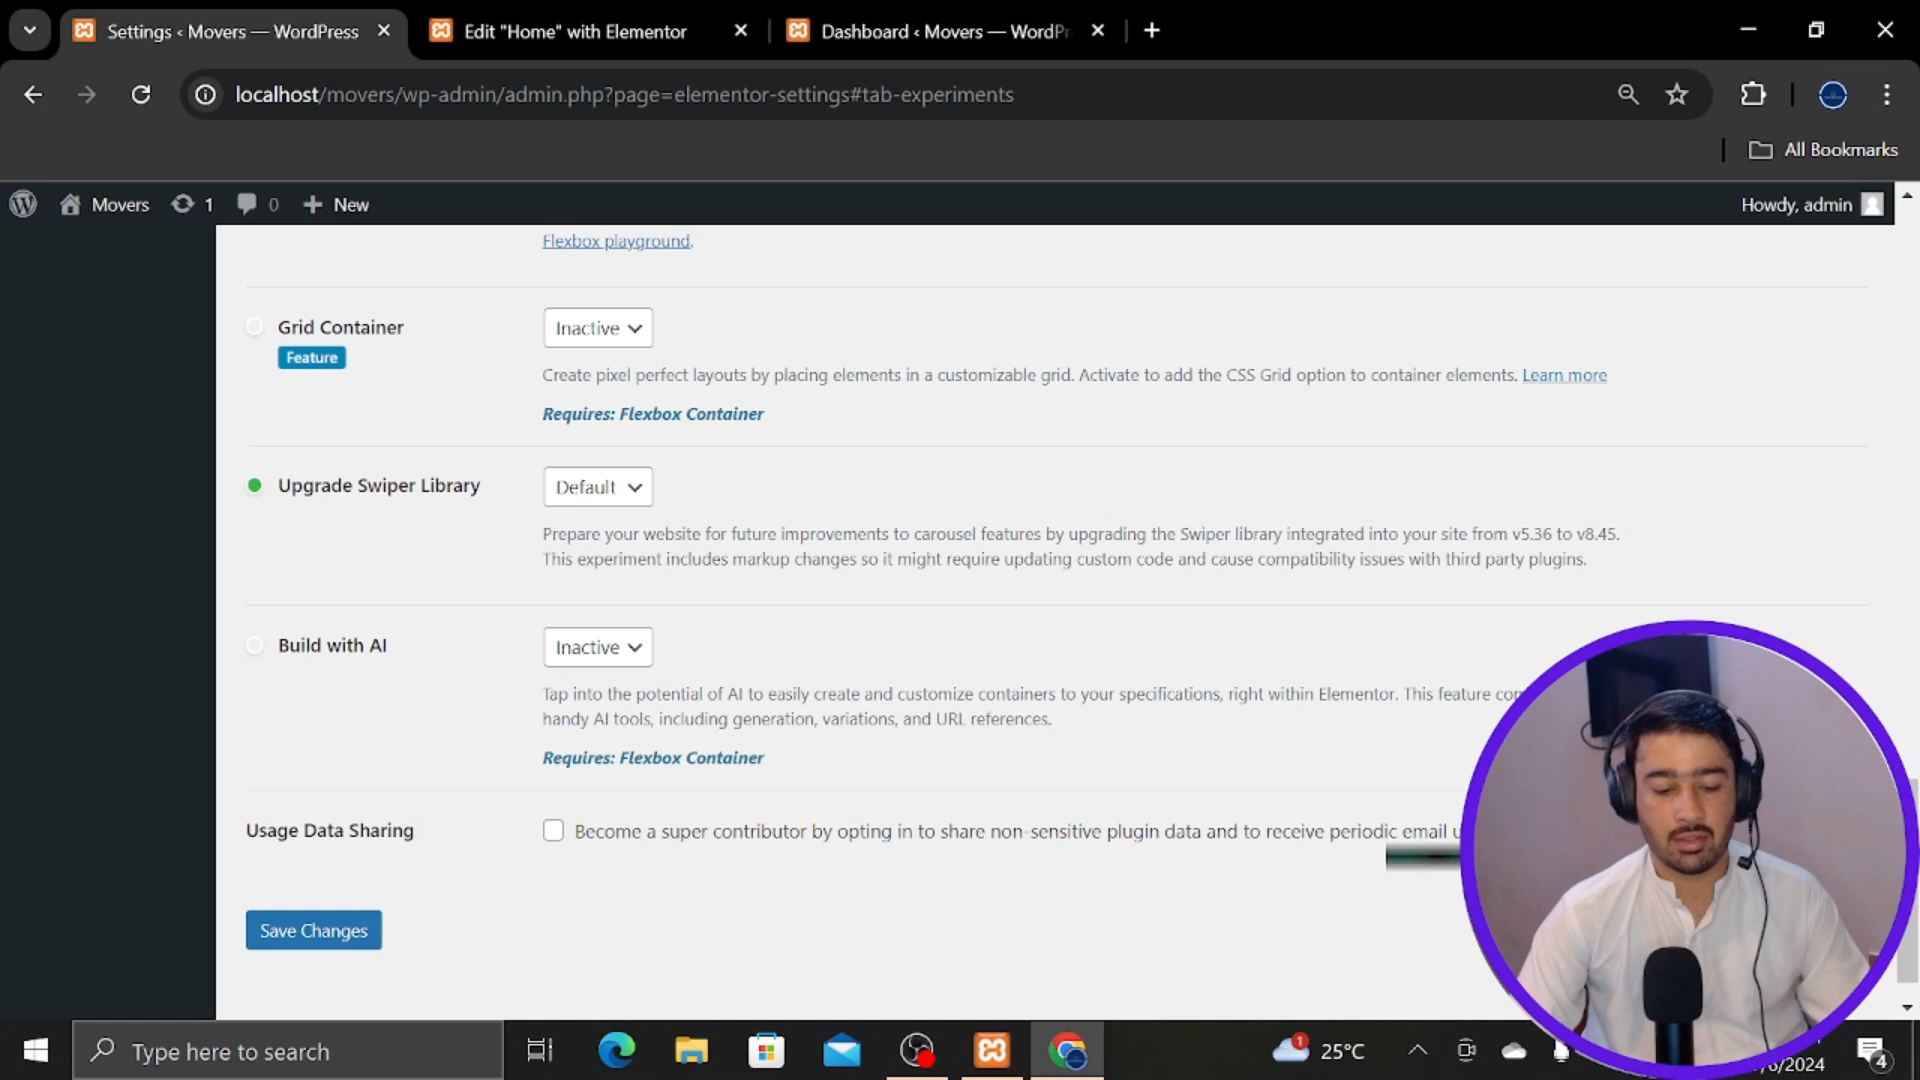 Settings ‹ Movers — WordPress
Edit "Home" with Elementor
Dashboard ‹ Movers — WordPr
localhost/movers/wp-admin/admin.php?page=elementor-settings#tab-experiments
All Bookmarks
Movers
1
0
New
Howdy, admin
Flexbox playground.
Grid Container
Inactive
Feature
Create pixel perfect layouts by placing elements in a customizable grid. Activate to add the CSS Grid option to container elements. Learn more
Requires: Flexbox Container
Upgrade Swiper Library
Default
Prepare your website for future improvements to carousel features by upgrading the Swiper library integrated into your site from v5.36 to v8.45.
This experiment includes markup changes so it might require updating custom code and cause compatibility issues with third party plugins.
Build with AI
Inactive
Tap into the potential of AI to easily create and customize containers to your specifications, right within Elementor. This feature
handy AI tools, including generation, variations, and URL references.
Requires: Flexbox Container
Usage Data Sharing
Become a super contributor by opting in to share non-sensitive plugin data and to receive periodic email
Save Changes
Type here to search
1
25°C
/6/2024
4